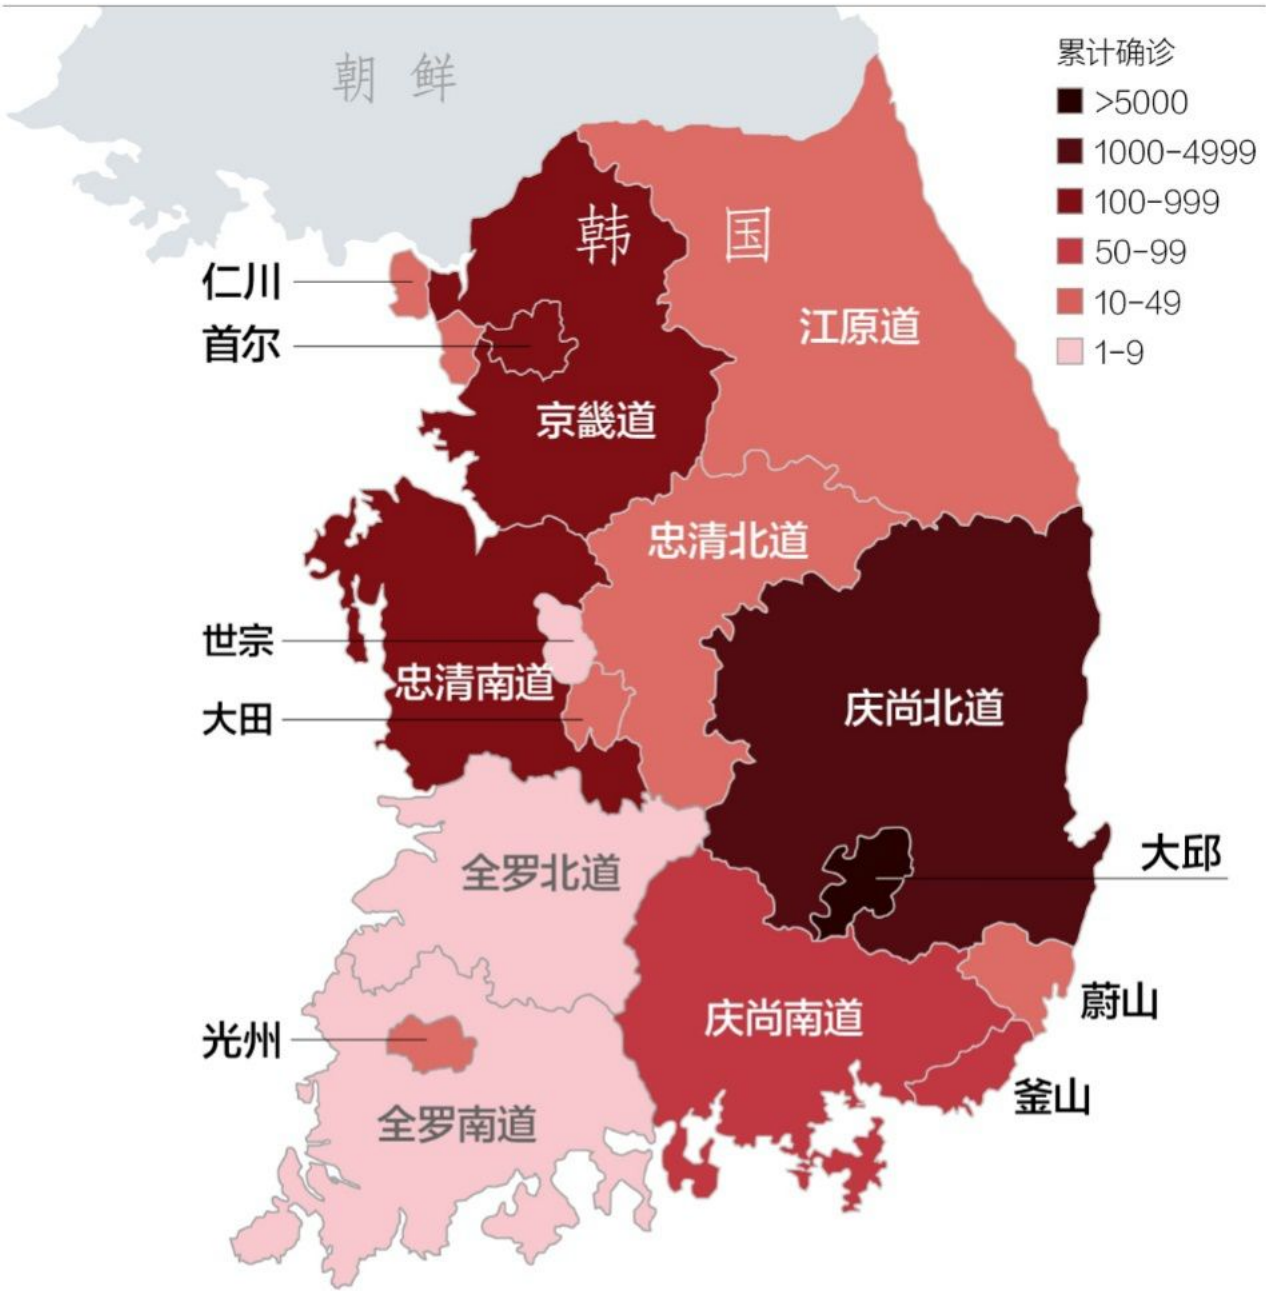 朝鲜
累计确诊
>5000
1000-4999
100-999
50-99
10-49
1-9
韩国
仁川
首尔
江原道
京畿道
忠清北道
世宗
忠清南道
大田
庆尚北道
大邱
全罗北道
蔚山
庆尚南道
光州
釜山
全罗南道